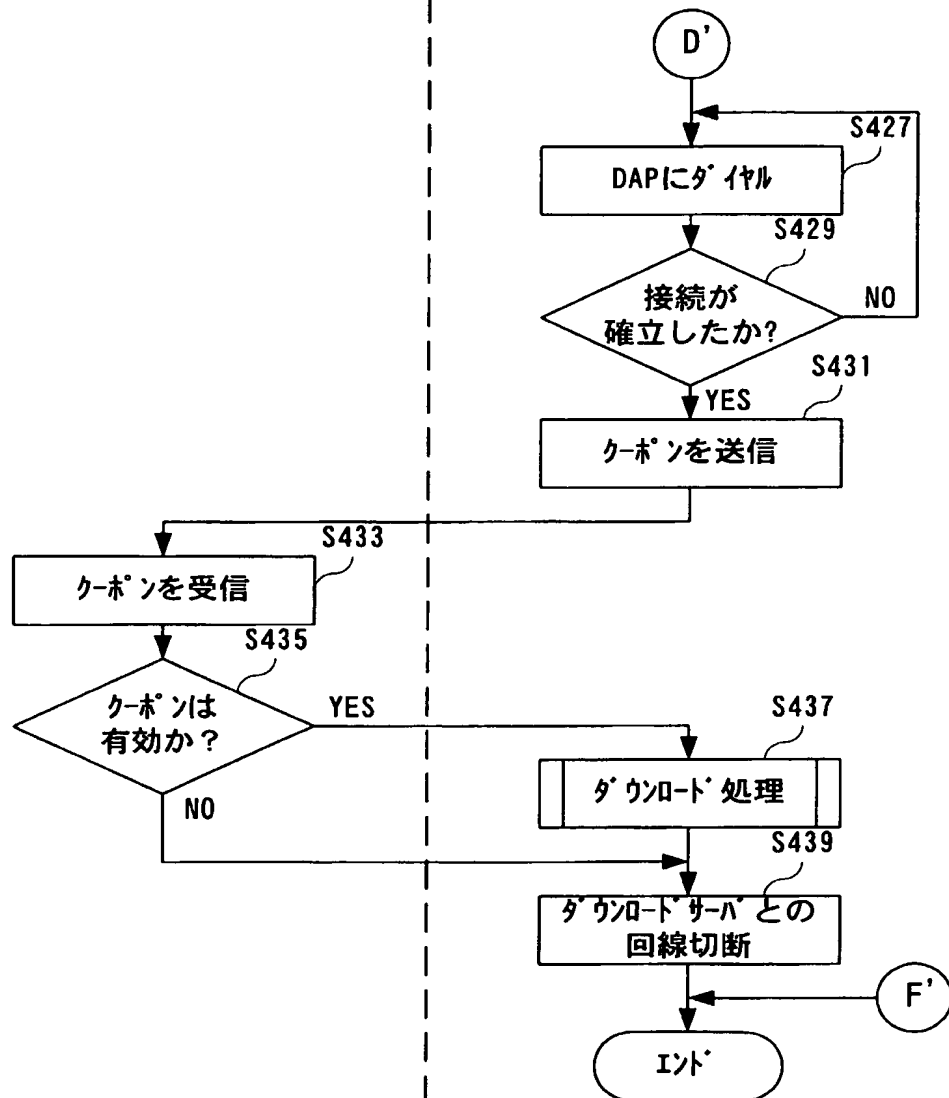 D'
S427
DAPにﾀﾞｲﾔﾙ
S429
接続が
確立したか?
NO
YES
S431
ｸｰﾎﾟﾝを送信
S433
ｸｰﾎﾟﾝを受信
S435
ｸｰﾎﾟﾝは
有効か？
YES
NO
S437
ﾀﾞｳﾝﾛｰﾄﾞ処理
S439
ﾀﾞｳﾝﾛｰﾄﾞｻｰﾊﾞとの
回線切断
F'
ｴﾝﾄﾞ